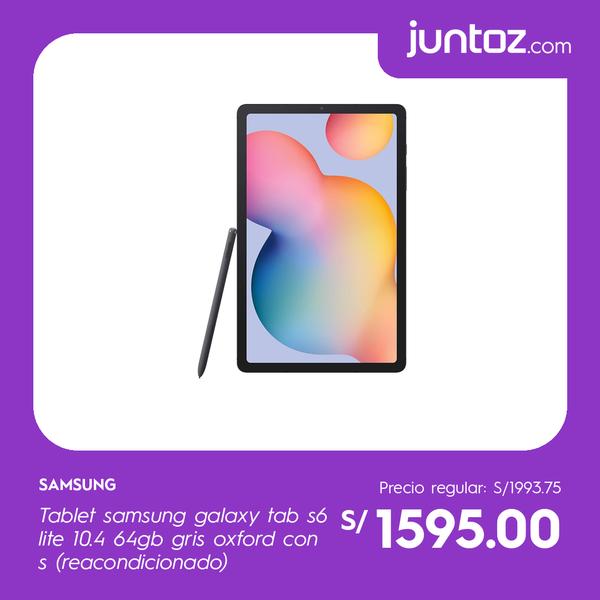 juntoz.com
SAMSUNG
Tablet samsung galaxy tab s6
lite 10.4 64gb gris oxford con
s (reacondicionado)
Precio regular: S/1993.75
S/1595.00